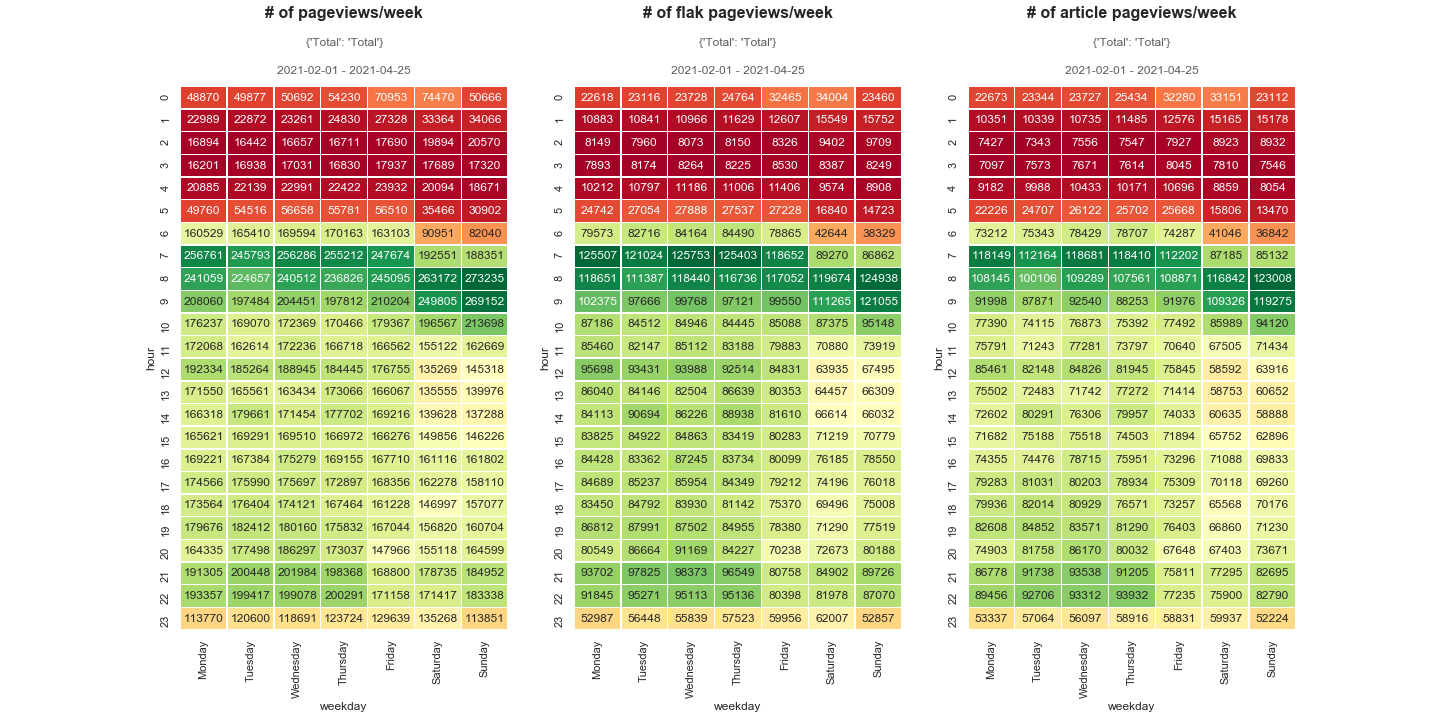 # of pageviews/week # of flak pageviews/week # of article pageviews/week
{'Total': 'Total'} {'Total': 'Total'} {'Total': 'Total'}
2021-02-01 - 2021-04-25 2021-02-01 - 2021-04-25 2021-02-01 - 2021-04-25
0 48870 49877 50692 54230 70953 74470 50666 0 22618 23116 23728 24764 32465 34004 23460 0 22673 23344 23727 25434 32280 33151 23112
1 22989 22872 23261 24830 27328 33364 34066 1 10883 10841 10966 11629 12607 15549 15752 1 10351 10339 10735 11485 12576 15165 15178
2 16894 16442 16657 16711 17690 19894 20570 2 8149 7960 8073 8150 8326 9402 9709 2 7427 7343 7556 7547 7927 8923 8932
3 16201 16938 17031 16830 17937 17689 17320 3 7893 8174 8264 8225 8530 8387 8249 3 7097 7573 7671 7614 8045 7810 7546
4 20885 22139 22991 22422 23932 20094 18671 4 10212 10797 11186 11006 11406 9574 8908 4 9182 9988 10433 10171 10696 8859 8054
5 49760 54516 56658 55781 56510 35466 30902 5 24742 27054 27888 27537 27228 16840 14723 5 22226 24707 26122 25702 25668 15806 13470
6 160529 165410 169594 170163 163103 90951 82040 6 79573 82716 84164 84490 78865 42644 38329 6 73212 75343 78429 78707 74287 41046 36842
7 256761 245793 256286 255212 247674 192551 188351 7 125507 121024 125753 125403 118652 89270 86862 7 118149 112164 118681 118410 112202 87185 85132
8 241059 224657 240512 236826 245095 263172 273235 8 118651 111387 118440 116736 117052 119674 124938 8 108145 100106 109289 107561 108871 116842 123008
9 208060 197484 204451 197812 210204 249805 269152 9 102375 97666 99768 97121 99550 111265 121055 9 91998 87871 92540 88253 91976 109326 119275
10 176237 169070 172369 170466 179367 196567 213698 10 87186 84512 84946 84445 85088 87375 95148 10 77390 74115 76873 75392 77492 85989 94120
11 172068 162614 172236 166718 166562 155122 162669 11 85460 82147 85112 83188 79883 70880 73919 11 75791 71243 77281 73797 70640 67505 71434
hour hour hour
12 192334 185264 188945 184445 176755 135269 145318 12 95698 93431 93988 92514 84831 63935 67495 12 85461 82148 84826 81945 75845 58592 63916
13 171550 165561 163434 173066 166067 135555 139976 13 86040 84146 82504 86639 80353 64457 66309 13 75502 72483 71742 77272 71414 58753 60652
14 166318 179661 171454 177702 169216 139628 137288 14 84113 90694 86226 88938 81610 66614 66032 14 72602 80291 76306 79957 74033 60635 58888
15 165621 169291 169510 166972 166276 149856 146226 15 83825 84922 84863 83419 80283 71219 70779 15 71682 75188 75518 74503 71894 65752 62896
16 169221 167384 175279 169155 167710 161116 161802 16 84428 83362 87245 83734 80099 76185 78550 16 74355 74476 78715 75951 73296 71088 69833
17 174566 175990 175697 172897 168356 162278 158110 17 84689 85237 85954 84349 79212 74196 76018 17 79283 81031 80203 78934 75309 70118 69260
18 173564 176404 174121 167464 161228 146997 157077 18 83450 84792 83930 81142 75370 69496 75008 18 79936 82014 80929 76571 73257 65568 70176
19 179676 182412 180160 175832 167044 156820 160704 19 86812 87991 87502 84955 78380 71290 77519 19 82608 84852 83571 81290 76403 66860 71230
20 164335 177498 186297 173037 147966 155118 164599 20 80549 86664 91169 84227 70238 72673 80188 20 74903 81758 86170 80032 67648 67403 73671
21 191305 200448 201984 198368 168800 178735 184952 21 93702 97825 98373 96549 80758 84902 89726 21 86778 91738 93538 91205 75811 77295 82695
22 193357 199417 199078 200291 171158 171417 183338 22 91845 95271 95113 95136 80398 81978 87070 22 89456 92706 93312 93932 77235 75900 82790
23 113770 120600 118691 123724 129639 135268 113851 23 52987 56448 55839 57523 59956 62007 52857 23 53337 57064 56097 58916 58831 59937 52224
Monday Tuesday Wednesday Thursday Friday Saturday Sunday Monday Tuesday Wednesday Thursday Friday Saturday Sunday Monday Tuesday Wednesday Thursday Friday Saturday Sunday
weekday weekday weekday